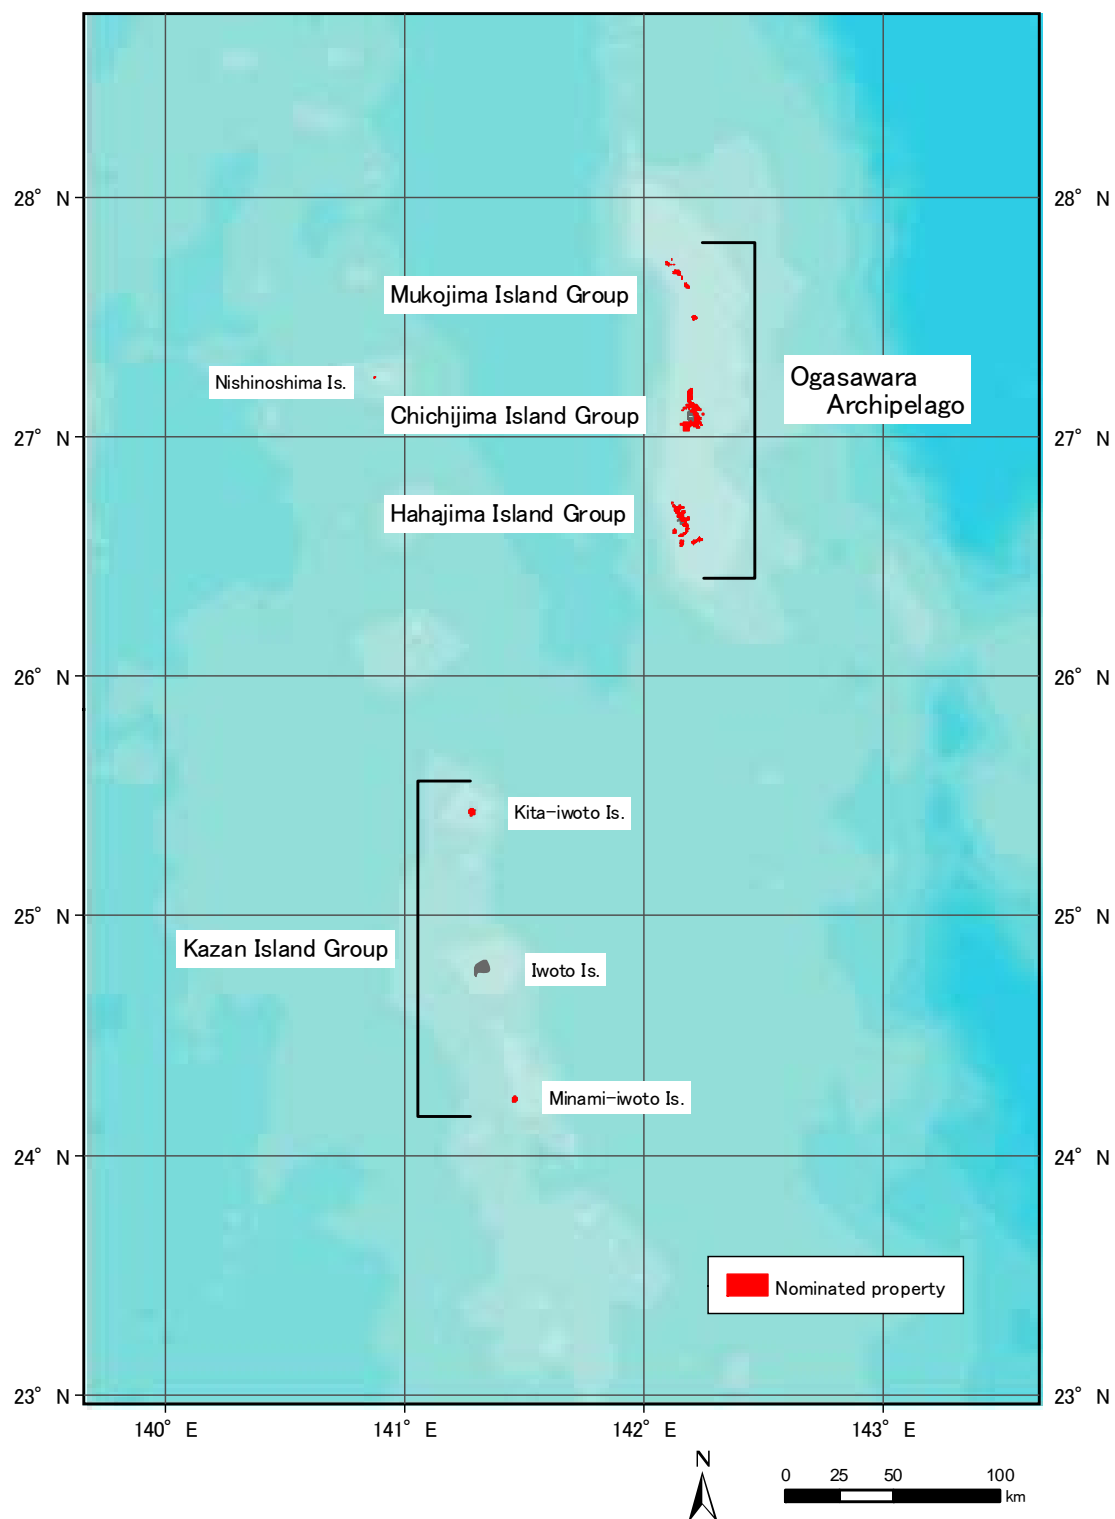 28° N
28° N
Mukojima Island Group
Nishinoshima Is.
Ogasawara
Archipelago
Chichijima Island Group
27° N
27° N
Hahajima Island Group
26° N
26° N
Kita-iwoto Is.
25° N
25° N
Kazan Island Group
Iwoto Is.
Minami-iwoto Is.
24° N
24° N
Nominated property
23° N
23° N
140° E
141° E
142° E
143° E
N
0 25 50 100
km